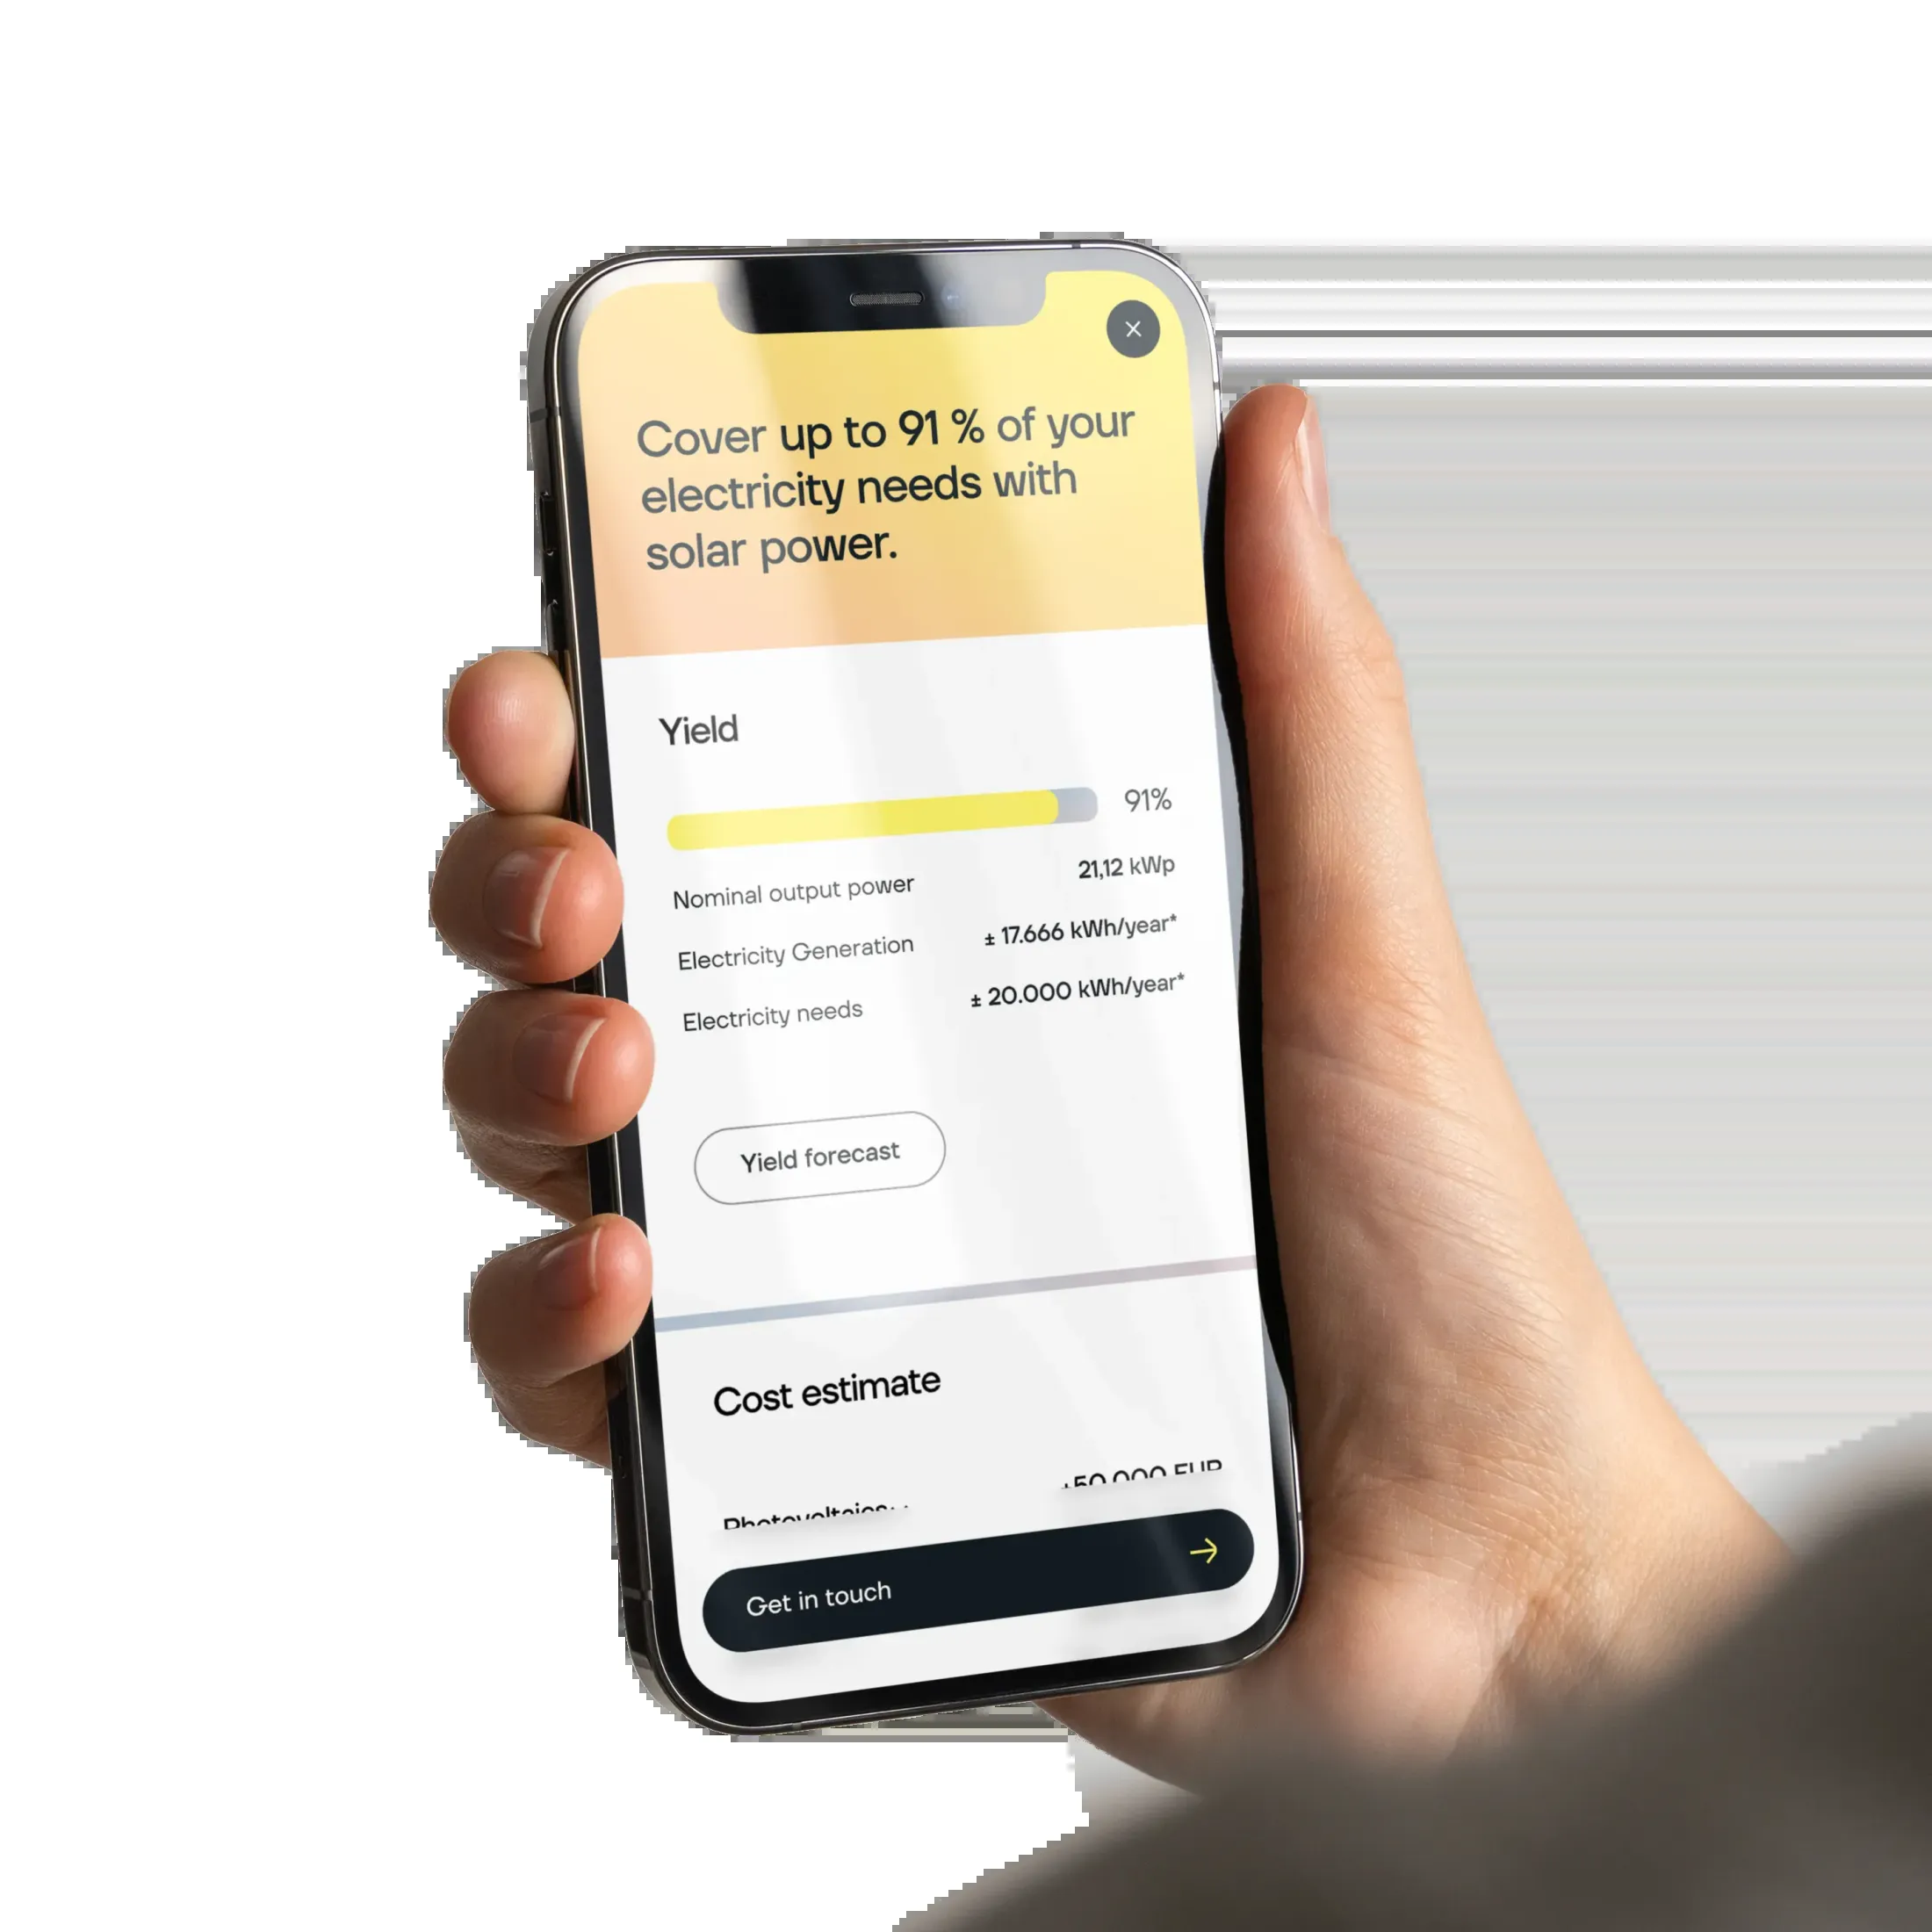 Cover up to 91 % of your
electricity needs with
solar power.
Yield
91%
Nominal output power 21,12 kWp
Electricity Generation ± 17.666 kWh/year*
Electricity needs ± 20.000 kWh/year*
Yield forecast
Cost estimate
Photovoltaics ±50.000 EUR
Get in touch